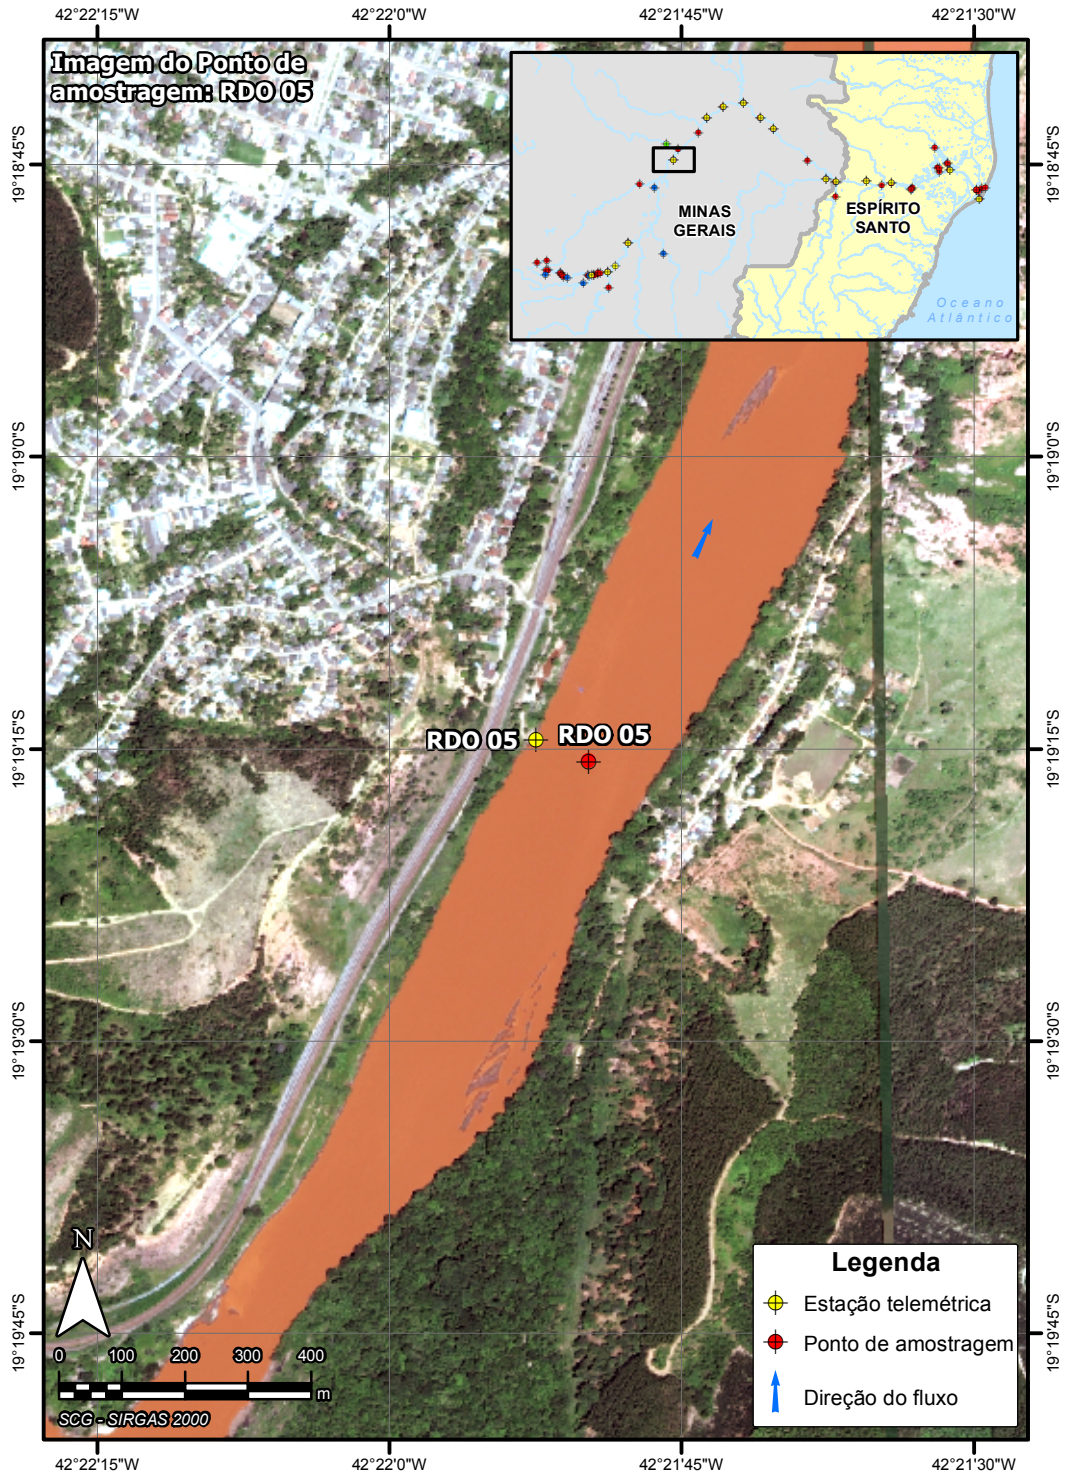 42°22'15"W
42°22'0"W
42°21'45"W
42°21'30"W
Imagem do Ponto de
amostragem: RDO 05
MINAS
GERAIS
ESPÍRITO
SANTO
Oceano
Atlântico
19°18'45"S
19°18'45"S
19°19'0"S
19°19'0"S
19°19'15"S
19°19'15"S
RDO 05
RDO 05
19°19'30"S
19°19'30"S
19°19'45"S
19°19'45"S
N
0 100 200 300 400
m
SCG - SIRGAS 2000
Legenda
Estação telemétrica
Ponto de amostragem
Direção do fluxo
42°22'15"W
42°22'0"W
42°21'45"W
42°21'30"W